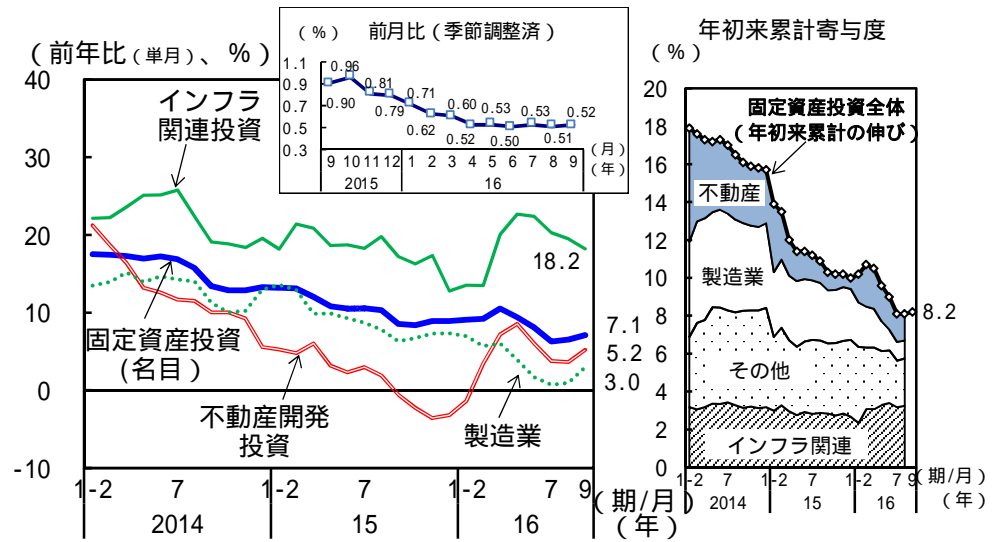 （前年比（単月）、％）
40
30
20
10
0
-10
インフラ
関連投資
固定資産投資
(名目)
不動産開発
投資
製造業
18.2
7.1
5.2
3.0
1-2
7
1-2
7
1-2
7
9
（期/月）
2014
15
16
（年）
（％）
前月比（季節調整済）
1.1
0.9
0.7
0.5
0.3
0.90
0.96
0.81
0.79
0.71
0.62
0.60
0.52
0.53
0.50
0.53
0.51
0.52
9 10 11 12 1 2 3 4 5 6 7 8 9
（月）
2015
16
（年）
年初来累計寄与度
（％）
20
18
16
14
12
10
8
6
4
2
0
固定資産投資全体
（年初来累計の伸び）
不動産
製造業
その他
インフラ関連
8.2
1-2
7
1-2
7
1-2
7
9
（期/月）
2014
15
16
（年）